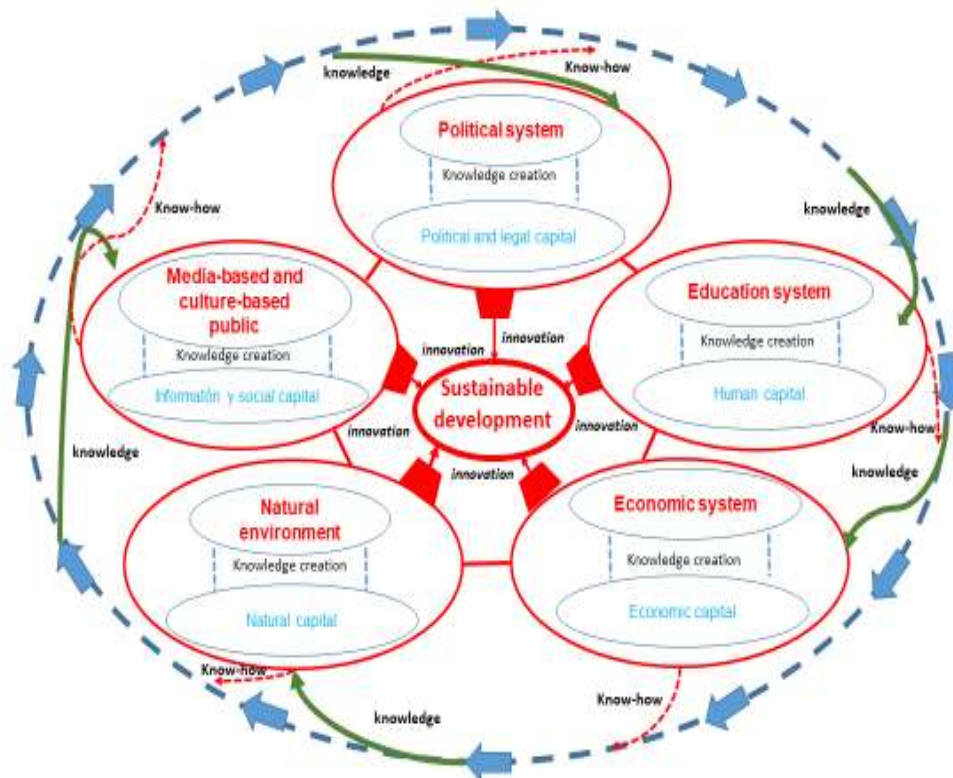 knowledge
Know-how
Political system
Knowledge creation
Political and legal capital
knowledge
Know-how
Media-based and
culture-based
public
Knowledge creation
Informatón y social capital
Education system
Knowledge creation
Human capital
innovation
innovation
Sustainable
development
innovation
innovation
innovation
knowledge
Know-how
knowledge
Natural
environment
Knowledge creation
Natural capital
Economic system
Knowledge creation
Economic capital
Know-how
knowledge
Know-how